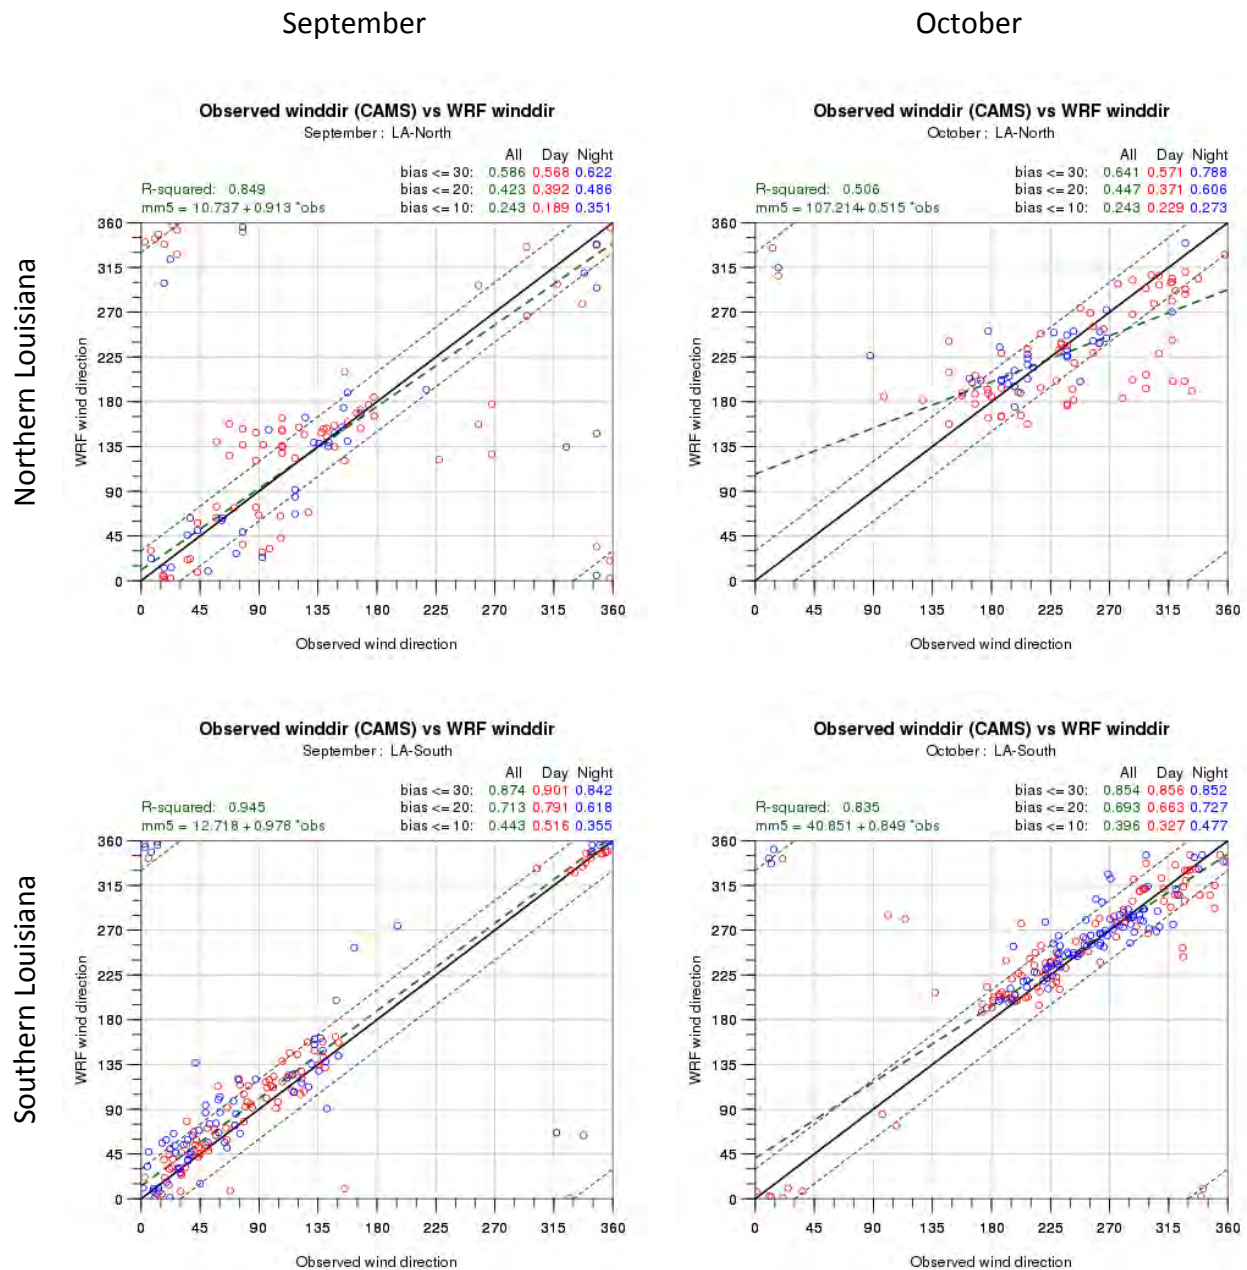 September
October
Northern Louisiana
Observed winddir (CAMS) vs WRF winddir
September : LA-North
All Day Night
bias <= 30: 0.586 0.568 0.622
R-squared: 0.849 bias <= 20: 0.423 0.392 0.486
mm5 = 10.737 + 0.913 *obs bias <= 10: 0.243 0.189 0.351
WRF wind direction
360
315
270
225
180
135
90
45
0
0 45 90 135 180 225 270 315 360
Observed wind direction
Observed winddir (CAMS) vs WRF winddir
October : LA-North
All Day Night
bias <= 30: 0.641 0.571 0.788
R-squared: 0.506 bias <= 20: 0.447 0.371 0.606
mm5 = 107.214 + 0.515 *obs bias <= 10: 0.243 0.229 0.273
WRF wind direction
360
315
270
225
180
135
90
45
0
0 45 90 135 180 225 270 315 360
Observed wind direction
Southern Louisiana
Observed winddir (CAMS) vs WRF winddir
September : LA-South
All Day Night
bias <= 30: 0.874 0.901 0.842
R-squared: 0.945 bias <= 20: 0.713 0.791 0.618
mm5 = 12.718 + 0.978 *obs bias <= 10: 0.443 0.516 0.355
WRF wind direction
360
315
270
225
180
135
90
45
0
0 45 90 135 180 225 270 315 360
Observed wind direction
Observed winddir (CAMS) vs WRF winddir
October : LA-South
All Day Night
bias <= 30: 0.854 0.856 0.852
R-squared: 0.835 bias <= 20: 0.693 0.663 0.727
mm5 = 40.851 + 0.849 *obs bias <= 10: 0.396 0.327 0.477
WRF wind direction
360
315
270
225
180
135
90
45
0
0 45 90 135 180 225 270 315 360
Observed wind direction